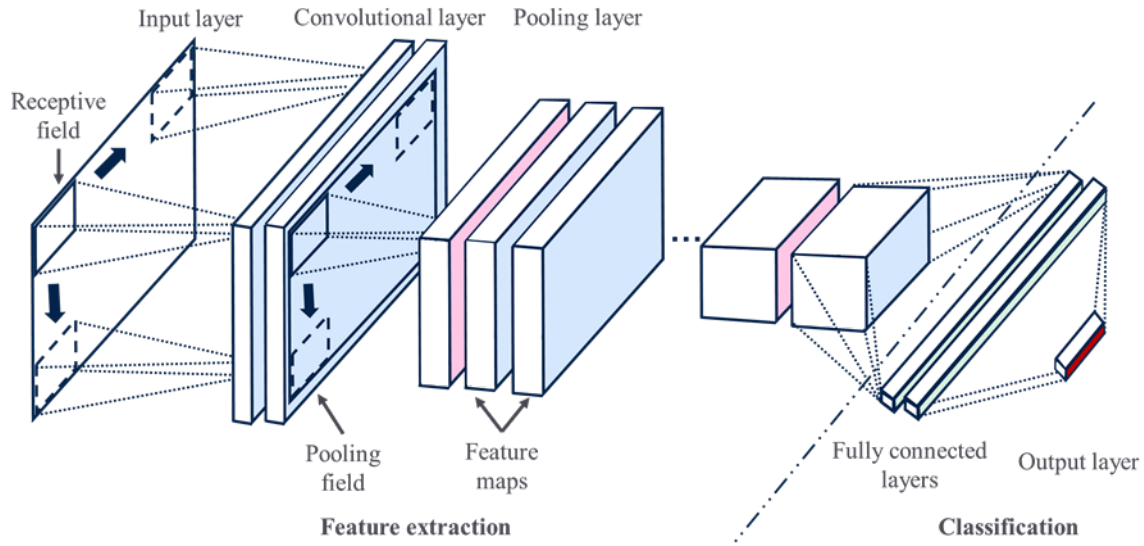 Input layer
Convolutional layer
Pooling layer
Receptive
field
...
Pooling
field
Feature
maps
Fully connected
layers
Output layer
Feature extraction
Classification